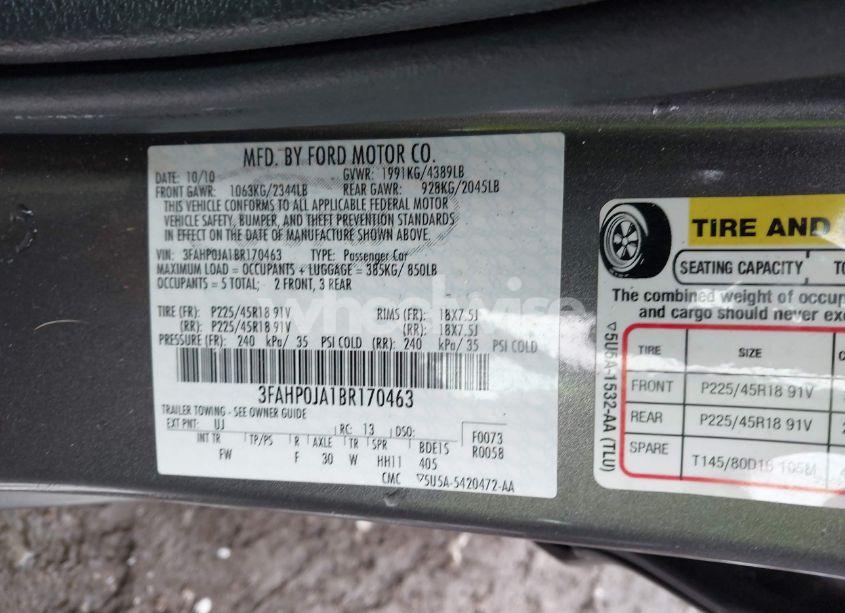 MFD. BY FORD MOTOR CO.
DATE: 10/10 GVWR: 1991KG/4389LB
FRONT GAWR: 1063KG/2344LB REAR GAWR: 928KG/2045LB
THIS VEHICLE CONFORMS TO ALL APPLICABLE FEDERAL MOTOR
VEHICLE SAFETY, BUMPER, AND THEFT PREVENTION STANDARDS
IN EFFECT ON THE DATE OF MANUFACTURE SHOWN ABOVE.
VIN: 3FAHP0JA1BR170463 TYPE: Passenger Car
MAXIMUM LOAD = OCCUPANTS + LUGGAGE = 385KG/ 850LB
OCCUPANTS = 5 TOTAL; 2 FRONT, 3 REAR
TIRE (FR): P225/45R18 91V RIMS (FR): 18X7.5J
(RR): P225/45R18 91V (RR): 18X7.5J
PRESSURE (FR): 240 kPa/ 35 PSI COLD (RR): 240 kPa/35 PSI COLD
3FAHP0JA1BR170463
TRAILER TOWING - SEE OWNER GUIDE
EXT PNT: UJ RC: 13 DSO: F0073
INT TR TP/PS R AXLE TR SPR BDE15 R0058
FW F 30 W HH11 405
CMC ▽5U5A-5420472-AA
TIRE AND
SEATING CAPACITY TO
The combined weight of occup
and cargo should never exc
TIRE SIZE C
FRONT P225/45R18 91V
REAR P225/45R18 91V
SPARE T145/80D16 105M
▽5U5A-1532-AA (TLU)
wheelwise